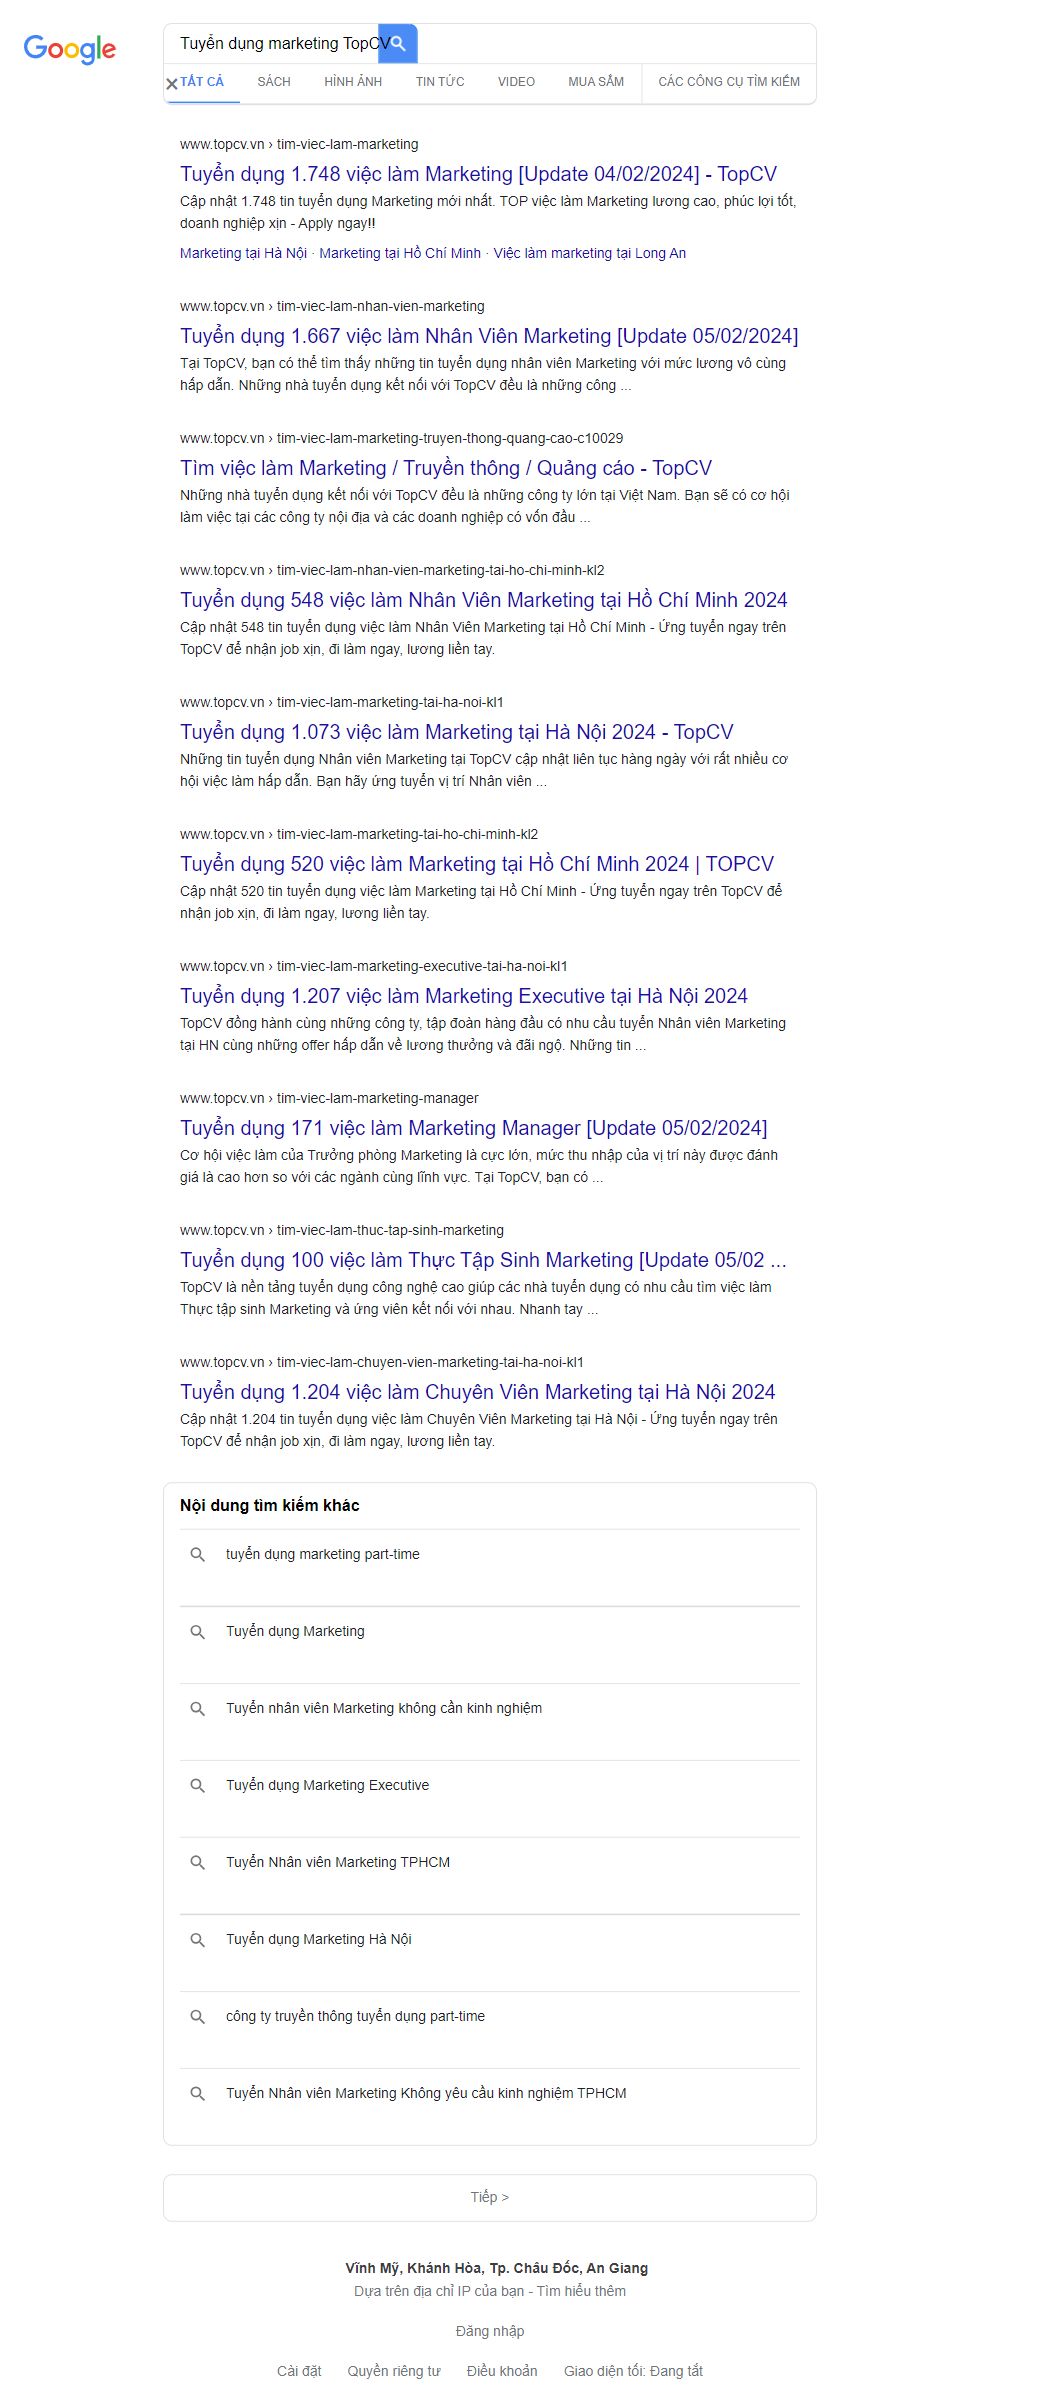 Google
Tuyển dụng marketing TopCV
TẤT CẢ SÁCH HÌNH ẢNH TIN TỨC VIDEO MUA SẮM CÁC CÔNG CỤ TÌM KIẾM
www.topcv.vn › tim-viec-lam-marketing
Tuyển dụng 1.748 việc làm Marketing [Update 04/02/2024] - TopCV
Cập nhật 1.748 tin tuyển dụng Marketing mới nhất. TOP việc làm Marketing lương cao, phúc lợi tốt,
doanh nghiệp xịn - Apply ngay!!
Marketing tại Hà Nội · Marketing tại Hồ Chí Minh · Việc làm marketing tại Long An
www.topcv.vn › tim-viec-lam-nhan-vien-marketing
Tuyển dụng 1.667 việc làm Nhân Viên Marketing [Update 05/02/2024]
Tại TopCV, bạn có thể tìm thấy những tin tuyển dụng nhân viên Marketing với mức lương vô cùng
hấp dẫn. Những nhà tuyển dụng kết nối với TopCV đều là những công ...
www.topcv.vn › tim-viec-lam-marketing-truyen-thong-quang-cao-c10029
Tìm việc làm Marketing / Truyền thông / Quảng cáo - TopCV
Những nhà tuyển dụng kết nối với TopCV đều là những công ty lớn tại Việt Nam. Bạn sẽ có cơ hội
làm việc tại các công ty nội địa và các doanh nghiệp có vốn đầu ...
www.topcv.vn › tim-viec-lam-nhan-vien-marketing-tai-ho-chi-minh-kl2
Tuyển dụng 548 việc làm Nhân Viên Marketing tại Hồ Chí Minh 2024
Cập nhật 548 tin tuyển dụng việc làm Nhân Viên Marketing tại Hồ Chí Minh - Ứng tuyển ngay trên
TopCV để nhận job xịn, đi làm ngay, lương liền tay.
www.topcv.vn › tim-viec-lam-marketing-tai-ha-noi-kl1
Tuyển dụng 1.073 việc làm Marketing tại Hà Nội 2024 - TopCV
Những tin tuyển dụng Nhân viên Marketing tại TopCV cập nhật liên tục hàng ngày với rất nhiều cơ
hội việc làm hấp dẫn. Bạn hãy ứng tuyển vị trí Nhân viên ...
www.topcv.vn › tim-viec-lam-marketing-tai-ho-chi-minh-kl2
Tuyển dụng 520 việc làm Marketing tại Hồ Chí Minh 2024 | TOPCV
Cập nhật 520 tin tuyển dụng việc làm Marketing tại Hồ Chí Minh - Ứng tuyển ngay trên TopCV để
nhận job xịn, đi làm ngay, lương liền tay.
www.topcv.vn › tim-viec-lam-marketing-executive-tai-ha-noi-kl1
Tuyển dụng 1.207 việc làm Marketing Executive tại Hà Nội 2024
TopCV đồng hành cùng những công ty, tập đoàn hàng đầu có nhu cầu tuyển Nhân viên Marketing
tại HN cùng những offer hấp dẫn về lương thưởng và đãi ngộ. Những tin ...
www.topcv.vn › tim-viec-lam-marketing-manager
Tuyển dụng 171 việc làm Marketing Manager [Update 05/02/2024]
Cơ hội việc làm của Trưởng phòng Marketing là cực lớn, mức thu nhập của vị trí này được đánh
giá là cao hơn so với các ngành cùng lĩnh vực. Tại TopCV, bạn có ...
www.topcv.vn › tim-viec-lam-thuc-tap-sinh-marketing
Tuyển dụng 100 việc làm Thực Tập Sinh Marketing [Update 05/02 ...
TopCV là nền tảng tuyển dụng công nghệ cao giúp các nhà tuyển dụng có nhu cầu tìm việc làm
Thực tập sinh Marketing và ứng viên kết nối với nhau. Nhanh tay ...
www.topcv.vn › tim-viec-lam-chuyen-vien-marketing-tai-ha-noi-kl1
Tuyển dụng 1.204 việc làm Chuyên Viên Marketing tại Hà Nội 2024
Cập nhật 1.204 tin tuyển dụng việc làm Chuyên Viên Marketing tại Hà Nội - Ứng tuyển ngay trên
TopCV để nhận job xịn, đi làm ngay, lương liền tay.
Nội dung tìm kiếm khác
tuyển dụng marketing part-time
Tuyển dụng Marketing
Tuyển nhân viên Marketing không cần kinh nghiệm
Tuyển dụng Marketing Executive
Tuyển Nhân viên Marketing TPHCM
Tuyển dụng Marketing Hà Nội
công ty truyền thông tuyển dụng part-time
Tuyển Nhân viên Marketing Không yêu cầu kinh nghiệm TPHCM
Tiếp >
Vĩnh Mỹ, Khánh Hòa, Tp. Châu Đốc, An Giang
Dựa trên địa chỉ IP của bạn - Tìm hiểu thêm
Đăng nhập
Cài đặt Quyền riêng tư Điều khoản Giao diện tối: Đang tắt